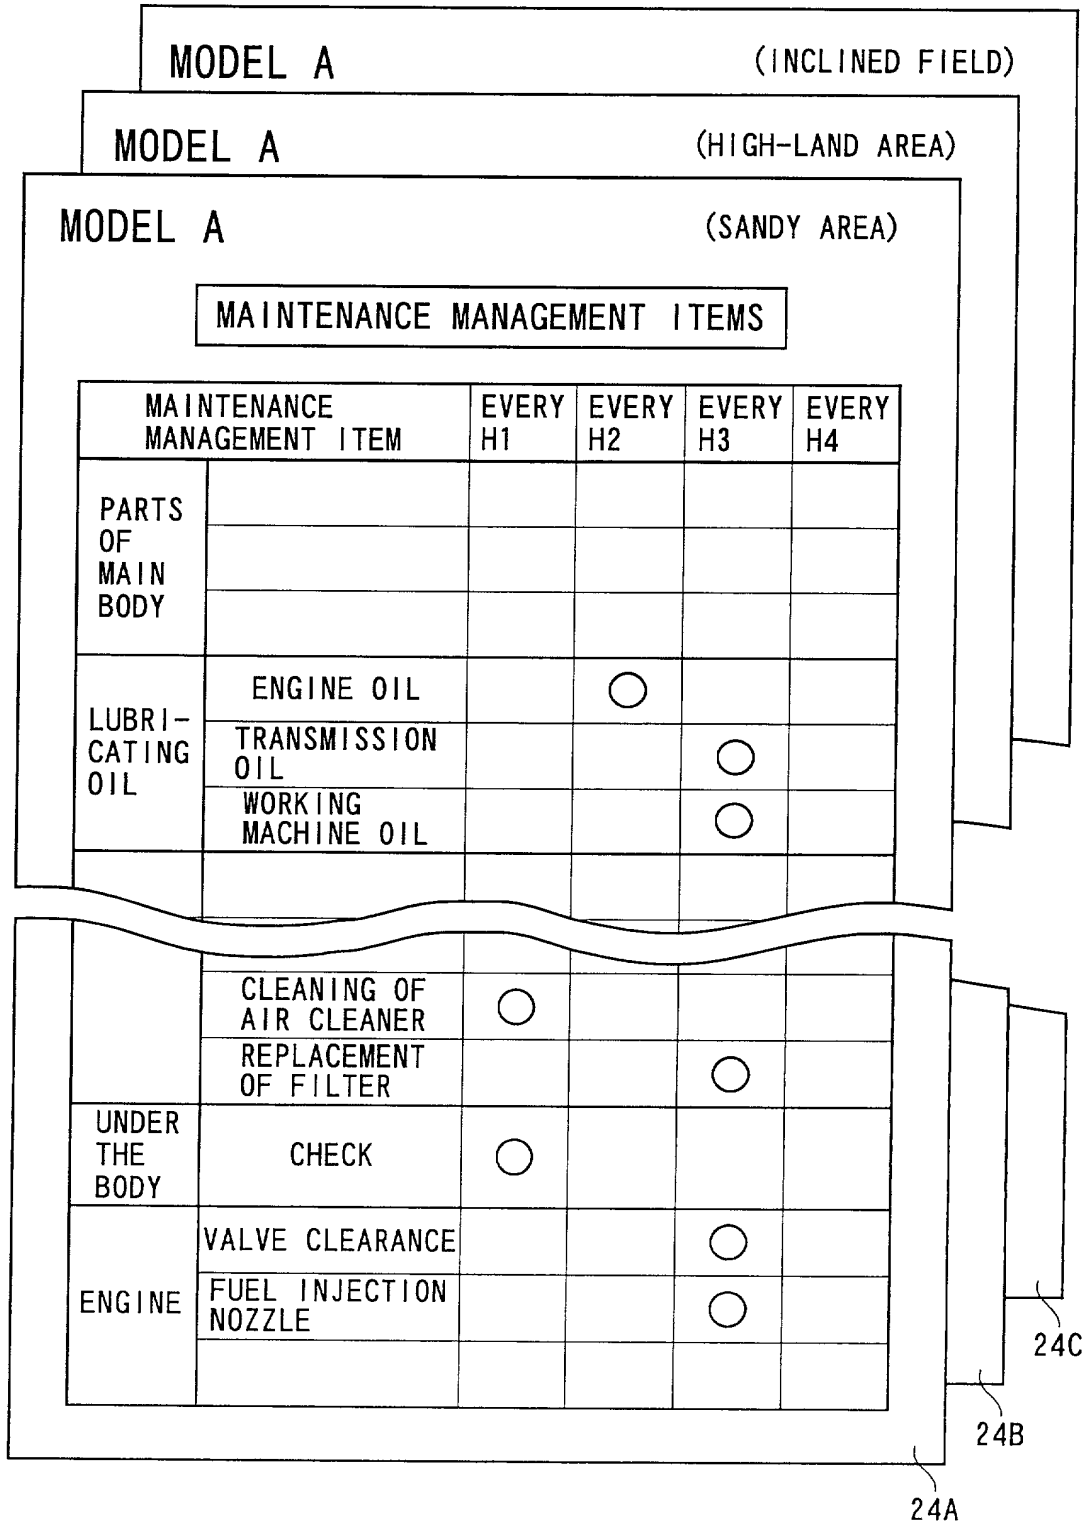 MODEL A (INCLINED FIELD)
MODEL A (HIGH-LAND AREA)
MODEL A (SANDY AREA)
MAINTENANCE MANAGEMENT ITEMS
MAINTENANCE EVERY EVERY EVERY EVERY
MANAGEMENT ITEM H1 H2 H3 H4
PARTS
OF
MAIN
BODY
LUBRI-
CATING
OIL
ENGINE OIL
TRANSMISSION
OIL
WORKING
MACHINE OIL
CLEANING OF
AIR CLEANER
REPLACEMENT
OF FILTER
UNDER
THE
BODY
CHECK
ENGINE
VALVE CLEARANCE
FUEL INJECTION
NOZZLE
24C
24B
24A